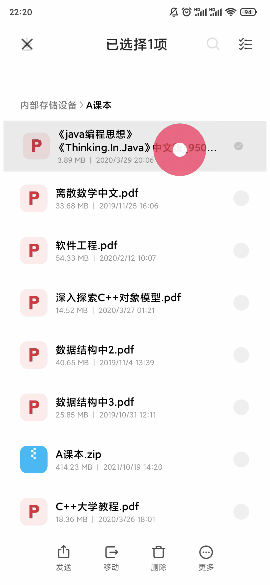 22:20
94
已选择1项
内部存储设备 > A课本
《java编程思想》
《Thinking.In.Java》中文 950...
3.89 MB | 2020/3/29 20:06
离散数学中文.pdf
33.68 MB | 2019/11/25 16:06
软件工程.pdf
54.33 MB | 2020/2/12 10:07
深入探索C++对象模型.pdf
14.52 MB | 2020/3/27 01:21
数据结构中2.pdf
40.65 MB | 2019/11/4 13:39
数据结构中3.pdf
25.85 MB | 2019/10/31 12:11
A课本.zip
414.23 MB | 2021/10/19 14:20
C++大学教程.pdf
18.36 MB | 2020/3/26 18:01
发送 移动 删除 更多